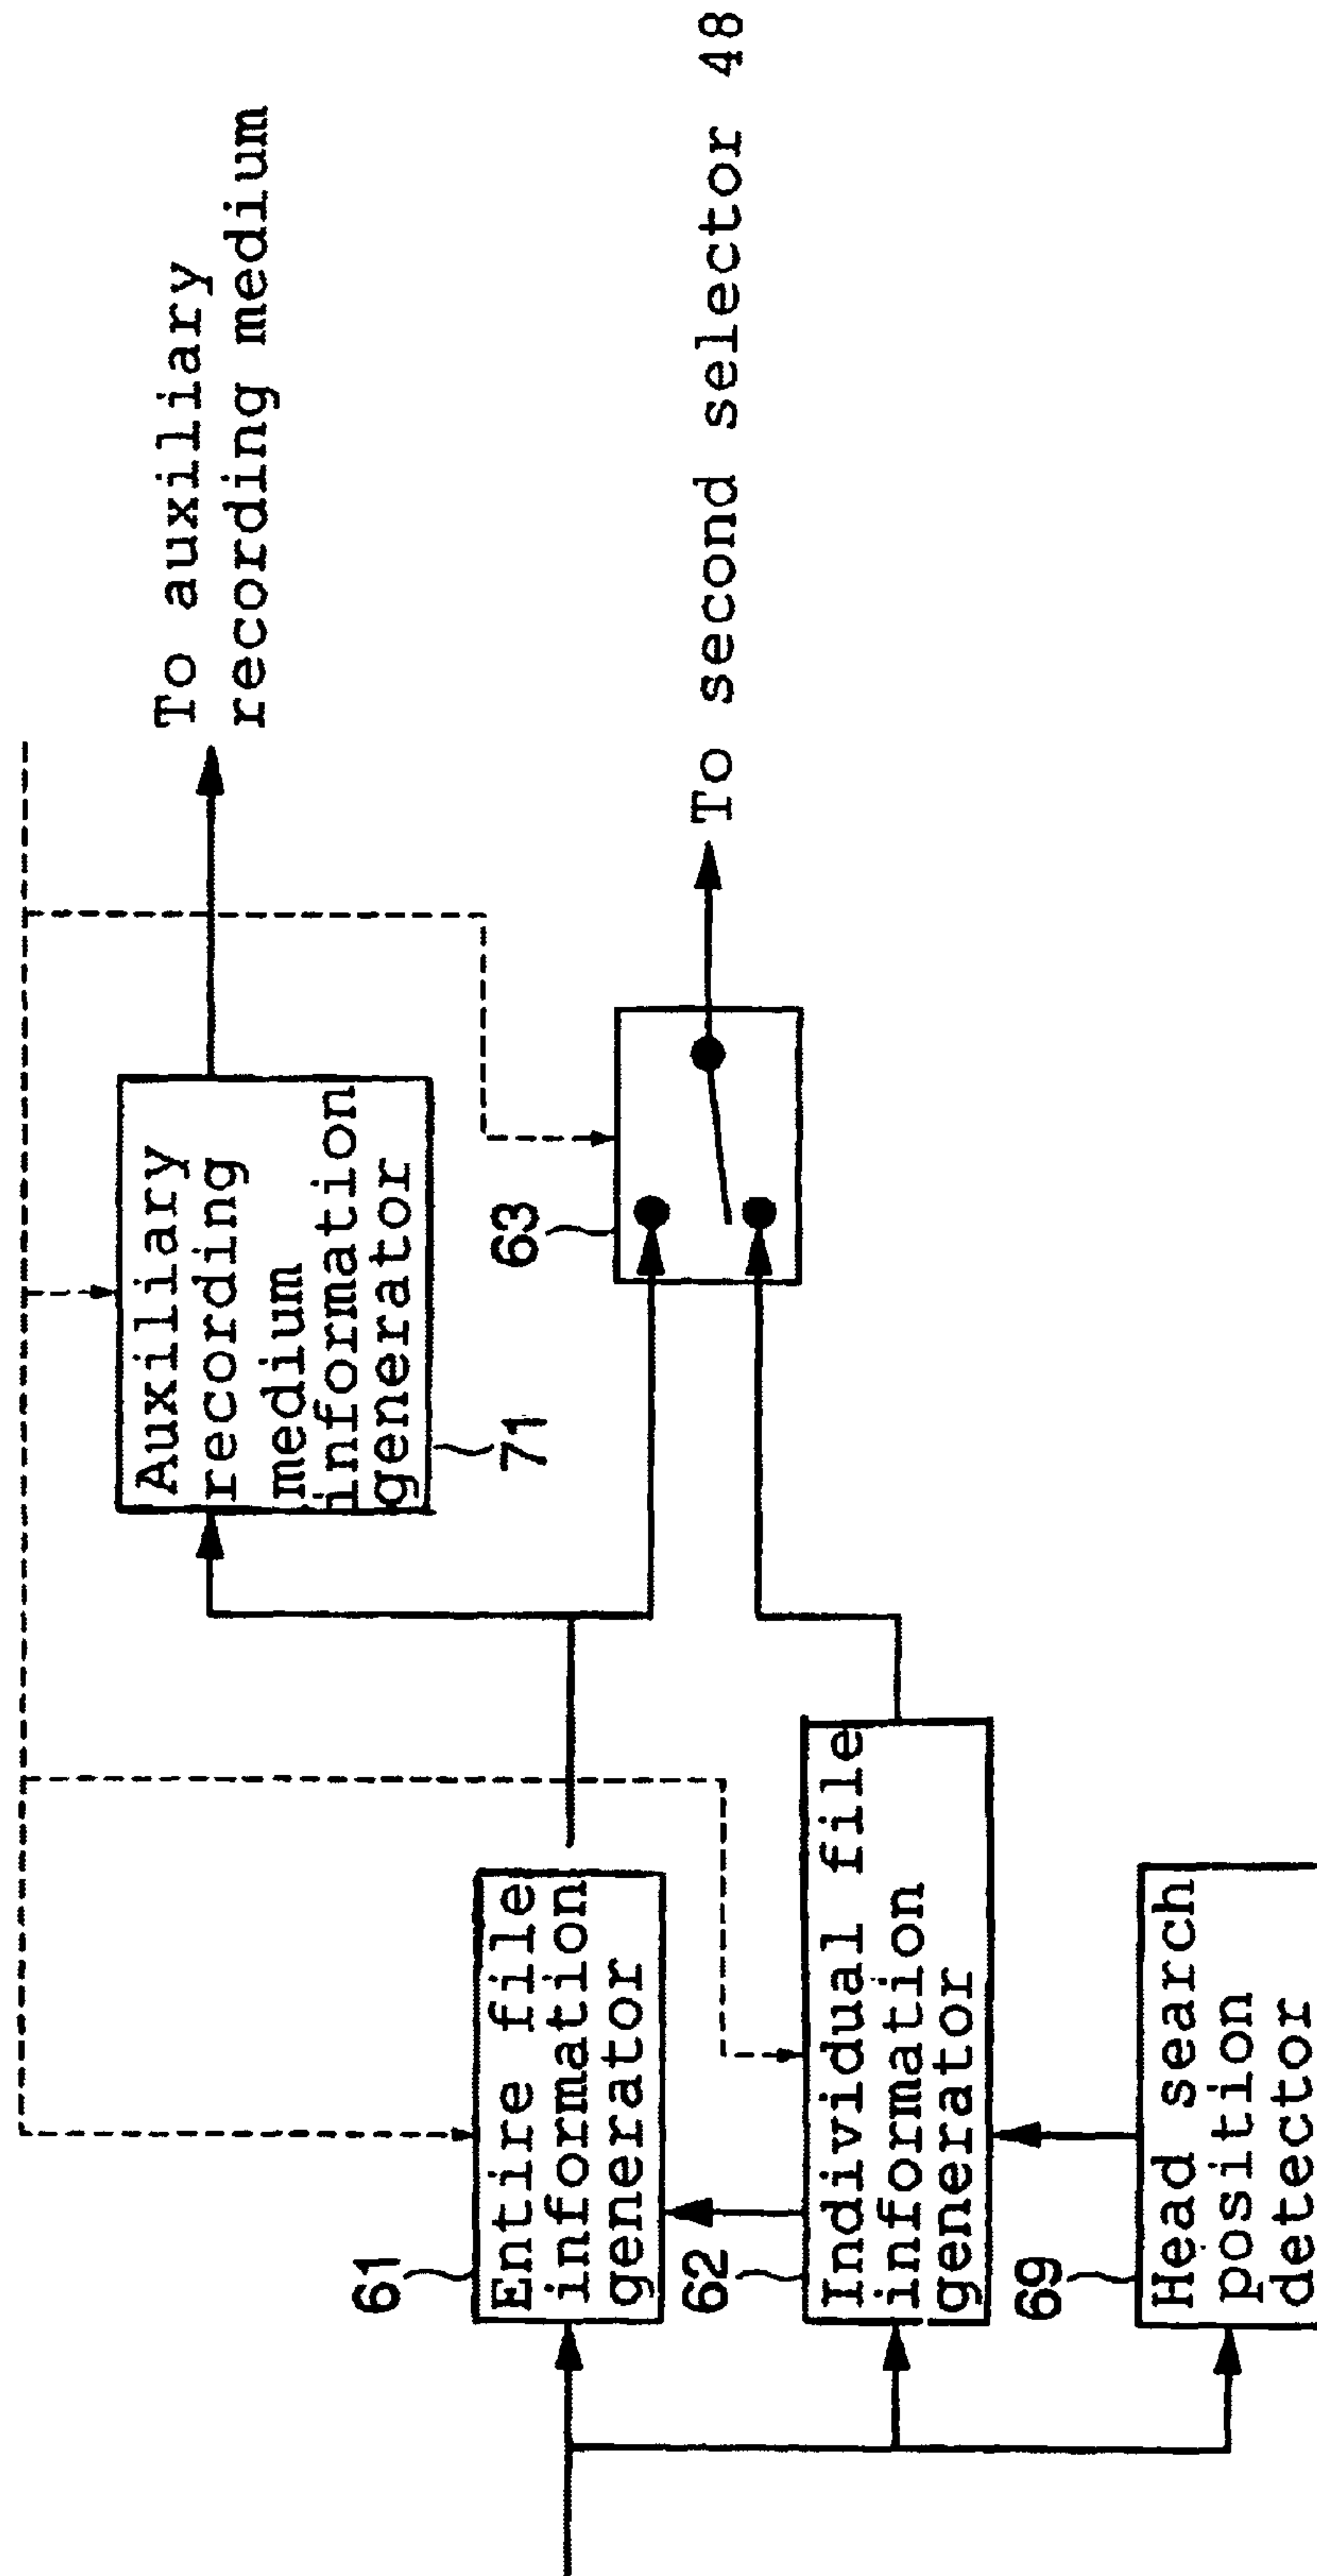 To auxiliary
recording medium
Auxiliary
recording
medium
information
generator
71
63
To second selector 48
61
Entire file
information
generator
62
Individual file
information
generator
69
Head search
position
detector